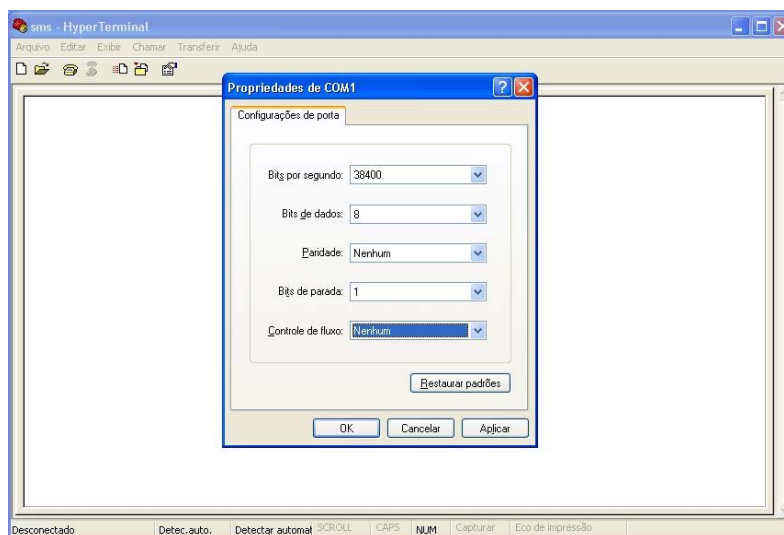 sms - HyperTerminal
Arquivo Editar Exibir Chamar Transferir Ajuda
Propriedades de COM1
Configurações de porta
Bits por segundo: 38400
Bits de dados: 8
Paridade: Nenhum
Bits de parada: 1
Controle de fluxo: Nenhum
Restaurar padrões
OK Cancelar Aplicar
Desconectado Detec.auto. Detectar automat SCROLL CAPS NUM Capturar Eco de impressão